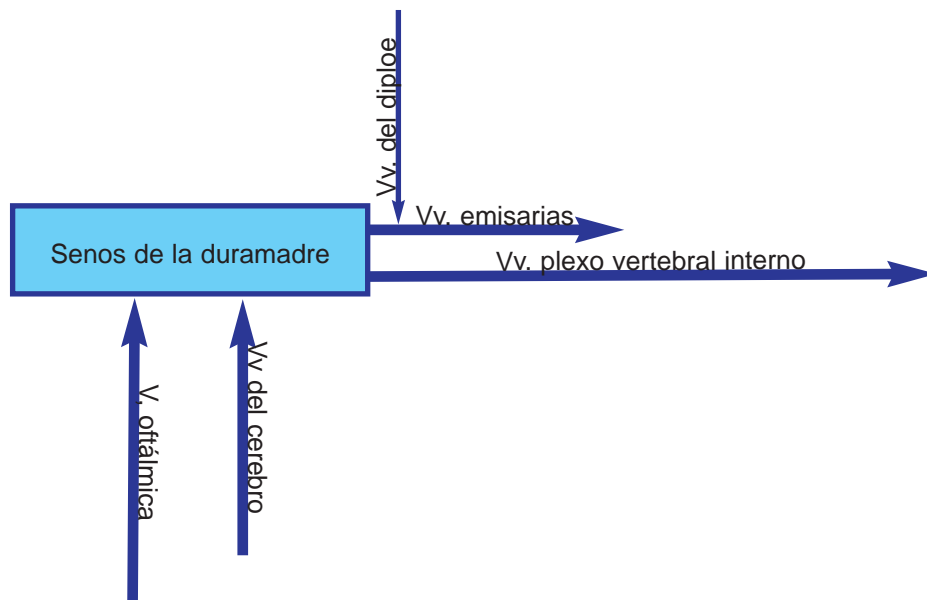 Vv. del diploe
Vv. emisarias
Senos de la duramadre
Vv. plexo vertebral interno
V. oftálmica
Vv del cerebro